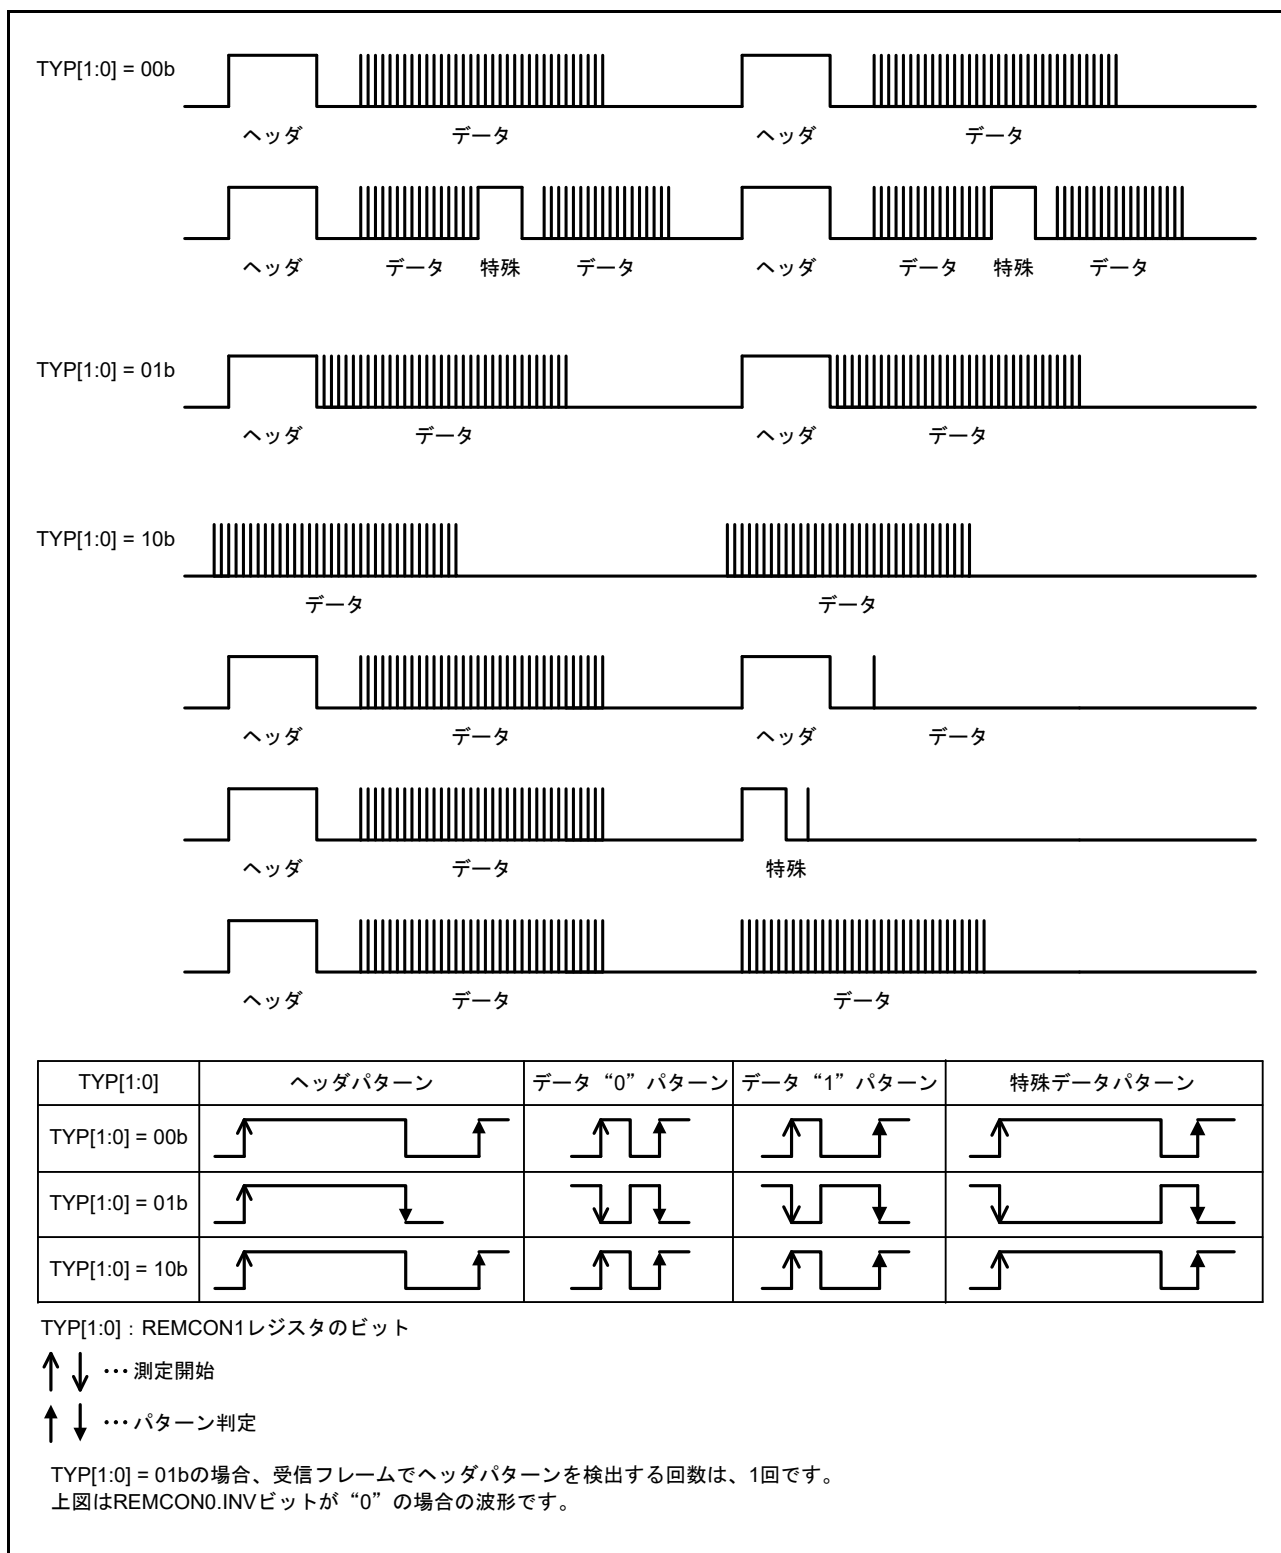 TYP[1:0] = 00b
ヘッダ データ ヘッダ データ
ヘッダ データ 特殊 データ ヘッダ データ 特殊 データ
TYP[1:0] = 01b
ヘッダ データ ヘッダ データ
TYP[1:0] = 10b
データ データ
ヘッダ データ ヘッダ データ
ヘッダ データ 特殊
ヘッダ データ データ
TYP[1:0] ヘッダパターン データ“0”パターン データ“1”パターン 特殊データパターン
TYP[1:0] = 00b
TYP[1:0] = 01b
TYP[1:0] = 10b
TYP[1:0]：REMCON1レジスタのビット
…測定開始
…パターン判定
TYP[1:0] = 01bの場合、受信フレームでヘッダパターンを検出する回数は、1回です。
上図はREMCON0.INVビットが“0”の場合の波形です。